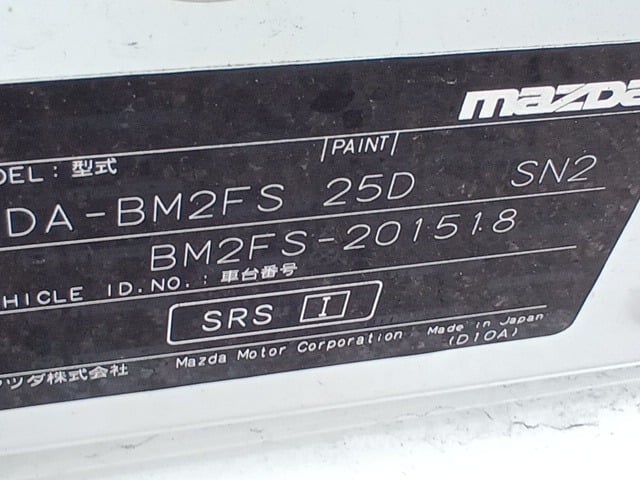 mazda
DEL : 型式 PAINT
DA-BM2FS 25D SN2
BM2FS-201518
HICLE ID.NO. : 車台番号
SRS I
Mazda Motor Corporation Made in Japan
ツダ株式会社 (D10A)